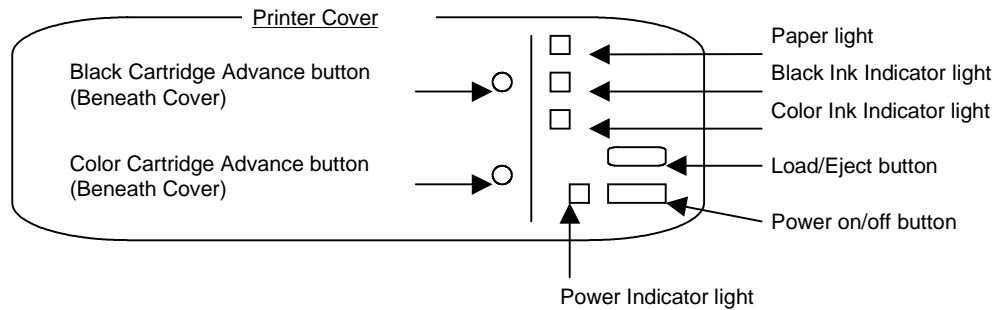 Printer Cover
Paper light
Black Cartridge Advance button
(Beneath Cover)
Black Ink Indicator light
Color Ink Indicator light
Color Cartridge Advance button
(Beneath Cover)
Load/Eject button
Power on/off button
Power Indicator light